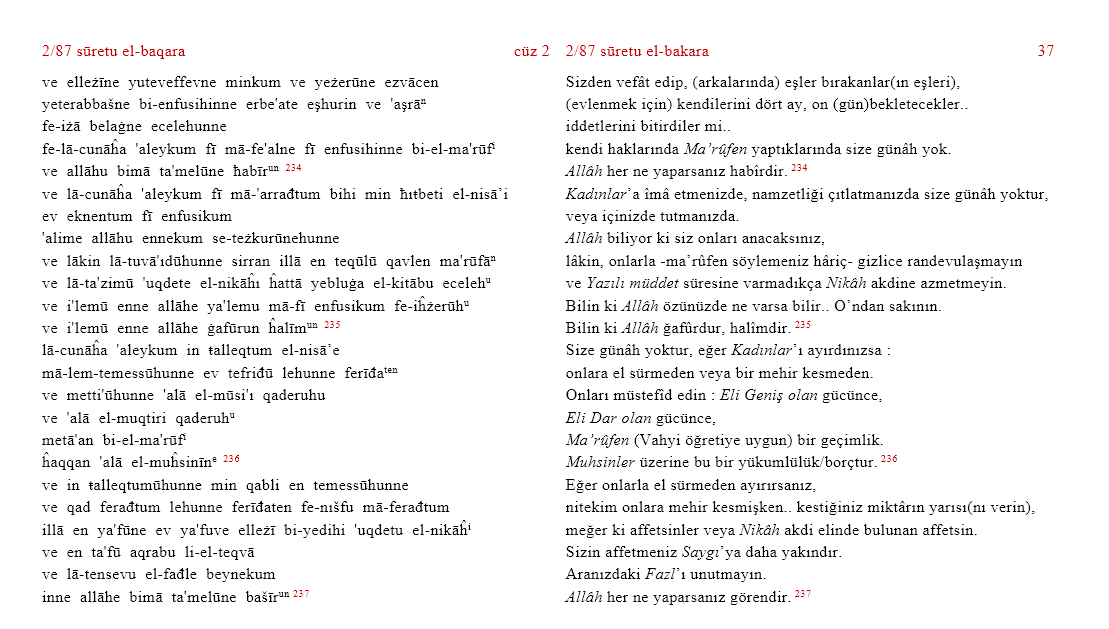 2/87 sūretu el-baqara cüz 2
ve elleżīne yuteveffevne minkum ve yeżerūne ezvācen
yeterabbašne bi-enfusihinne erbe'ate eşhurin ve 'aşrāⁿ
fe-iżā belaġne ecelehunne
fe-lā-cunāĥa 'aleykum fī mā-fe'alne fī enfusihinne bi-el-ma'rūfⁱ
ve allāhu bimā ta'melūne ħabīrᵘⁿ 234
ve lā-cunāĥa 'aleykum fī mā-'arrađtum bihi min ħıŧbeti el-nisā’i
ev eknentum fī enfusikum
'alime allāhu ennekum se-teżkurūnehunne
ve lākin lā-tuvā'ıdūhunne sirran illā en teqūlū qavlen ma'rūfāⁿ
ve lā-ta'zimū 'uqdete el-nikāĥı ĥattā yebluġa el-kitābu ecelehᵘ
ve i'lemū enne allāhe ya'lemu mā-fī enfusikum fe-iĥżerūhᵘ
ve i'lemū enne allāhe ġafūrun ĥalīmᵘⁿ 235
lā-cunāĥa 'aleykum in ŧalleqtum el-nisā’e
mā-lem-temessūhunne ev tefriđū lehunne ferīđaᵗᵉⁿ
ve metti'ūhunne 'alā el-mūsi'ı qaderuhu
ve 'alā el-muqtiri qaderuhᵘ
metā'an bi-el-ma'rūfⁱ
ĥaqqan 'alā el-muĥsinīnᵉ 236
ve in ŧalleqtumūhunne min qabli en temessūhunne
ve qad ferađtum lehunne ferīđaten fe-nışfu mā-ferađtum
illā en ya'fūne ev ya'fuve elleżī bi-yedihi 'uqdetu el-nikāĥⁱ
ve en ta'fū aqrabu li-el-teqvā
ve lā-tensevu el-fađle beynekum
inne allāhe bimā ta'melūne bašīrᵘⁿ 237
2/87 sūretu el-bakara 37
Sizden vefât edip, (arkalarında) eşler bırakanlar(ın eşleri),
(evlenmek için) kendilerini dört ay, on (gün)bekletecekler..
iddetlerini bitirdiler mi..
kendi haklarında Ma’rûfen yaptıklarında size günâh yok.
Allâh her ne yaparsanız habîrdir. 234
Kadınlar’a îmâ etmenizde, namzetliği çıtlatmanızda size günâh yoktur,
veya içinizde tutmanızda.
Allâh biliyor ki siz onları anacaksınız,
lâkin, onlarla -ma’rûfen söylemeniz hâriç- gizlice randevulaşmayın
ve Yazılı müddet süresine varmadıkça Nikâh akdine azmetmeyin.
Bilin ki Allâh özünüzde ne varsa bilir.. O’ndan sakının.
Bilin ki Allâh ğafûrdur, halîmdir. 235
Size günâh yoktur, eğer Kadınlar’ı ayırdınızsa :
onlara el sürmeden veya bir mehir kesmeden.
Onları müstefîd edin : Eli Geniş olan gücünce,
Eli Dar olan gücünce,
Ma’rûfen (Vahyi öğretiye uygun) bir geçimlik.
Muhsinler üzerine bu bir yükumlülük/borçtur. 236
Eğer onlarla el sürmeden ayırırsanız,
nitekim onlara mehir kesmişken.. kestiğiniz miktârın yarısı(nı verin),
meğer ki affetsinler veya Nikâh akdi elinde bulunan affetsin.
Sizin affetmeniz Saygı’ya daha yakındır.
Aranızdaki Fazl’ı unutmayın.
Allâh her ne yaparsanız görendir. 237